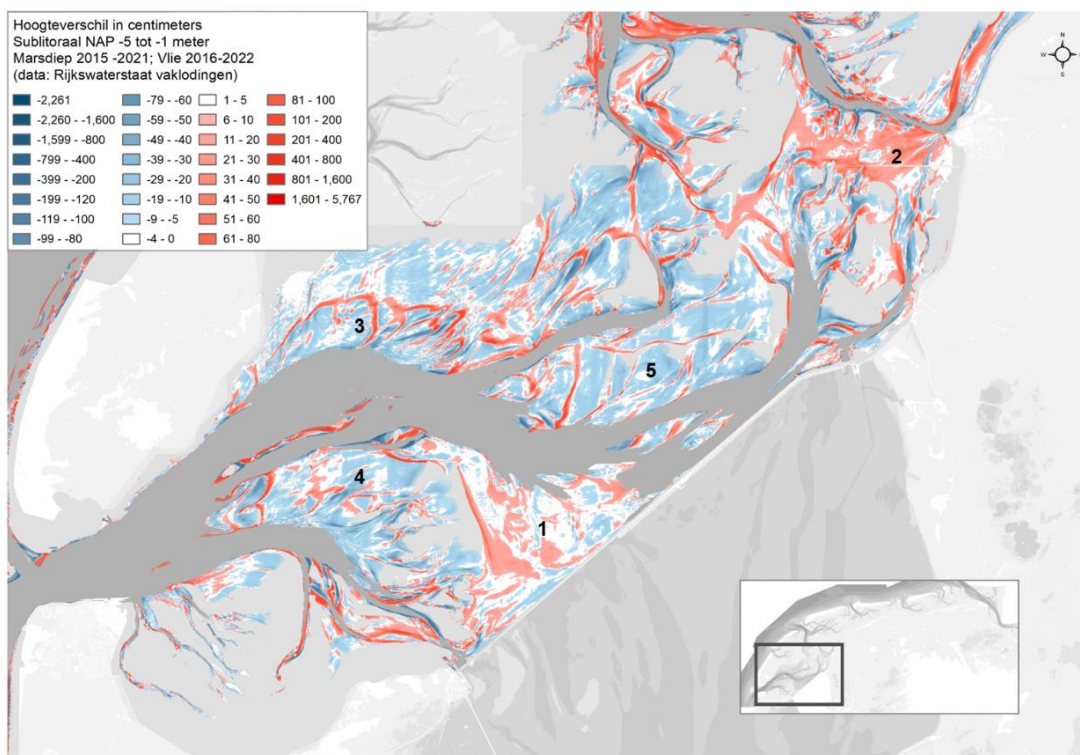 Hoogteverschil in centimeters
Sublitoraal NAP -5 tot -1 meter
Marsdiep 2015 -2021; Vlie 2016-2022
(data: Rijkswaterstaat vaklodingen)
-2,261
-2,260 - -1,600
-1,599 - -800
-799 - -400
-399 - -200
-199 - -120
-119 - -100
-99 - -80
-79 - -60
-59 - -50
-49 - -40
-39 - -30
-29 - -20
-19 - -10
-9 - -5
-4 - 0
1 - 5
6 - 10
11 - 20
21 - 30
31 - 40
41 - 50
51 - 60
61 - 80
81 - 100
101 - 200
201 - 400
401 - 800
801 - 1,600
1,601 - 5,767
N
W
S
2
3
5
4
1